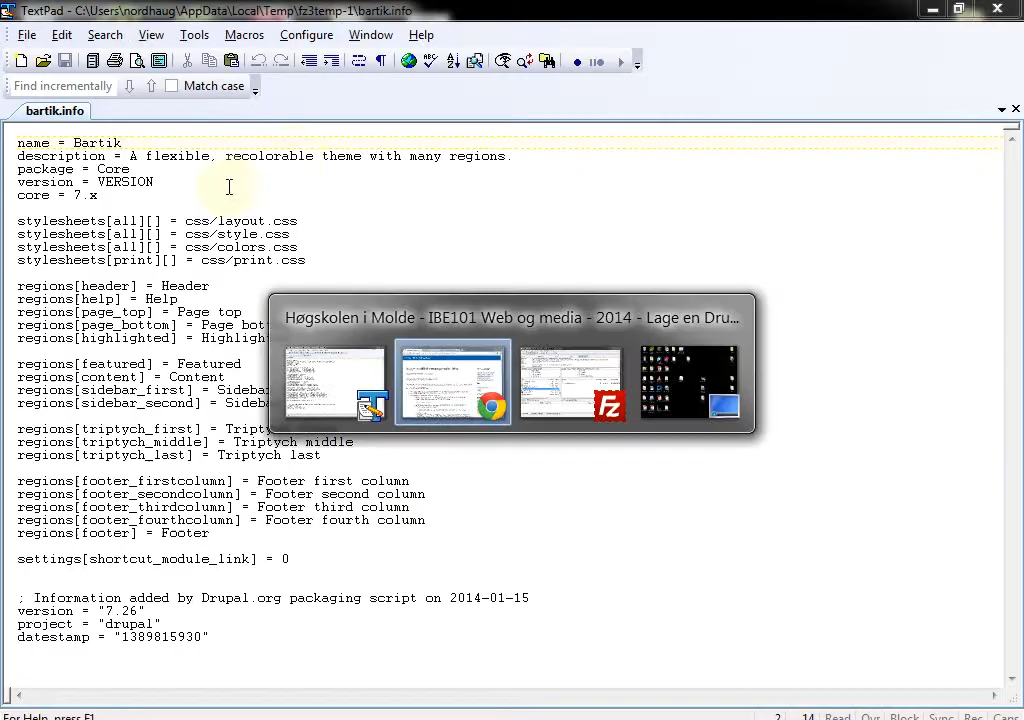 TextPad - C:\Users\nordhaug\AppData\Local\Temp\fz3temp-1\bartik.info
File Edit Search View Tools Macros Configure Window Help
Find incrementally Match case
bartik.info
name = Bartik
description = A flexible, recolorable theme with many regions.
package = Core
version = VERSION
core = 7.x
stylesheets[all][] = css/layout.css
stylesheets[all][] = css/style.css
stylesheets[all][] = css/colors.css
stylesheets[print][] = css/print.css
regions[header] = Header
regions[help] = Help
regions[page_top] = Page top
regions[page_bottom] = Page bott
regions[highlighted] = Highligh
Høgskolen i Molde - IBE101 Web og media - 2014 - Lage en Dru...
regions[featured] = Featured
regions[content] = Content
regions[sidebar_first] = Sideba
regions[sidebar_second] = Sideb
regions[triptych_first] = Tript
regions[triptych_middle] = Triptych middle
regions[triptych_last] = Triptych last
regions[footer_firstcolumn] = Footer first column
regions[footer_secondcolumn] = Footer second column
regions[footer_thirdcolumn] = Footer third column
regions[footer_fourthcolumn] = Footer fourth column
regions[footer] = Footer
settings[shortcut_module_link] = 0
; Information added by Drupal.org packaging script on 2014-01-15
version = "7.26"
project = "drupal"
datestamp = "1389815930"
For Help, press F1 2 14 Read Ovr Block Sync Rec Caps